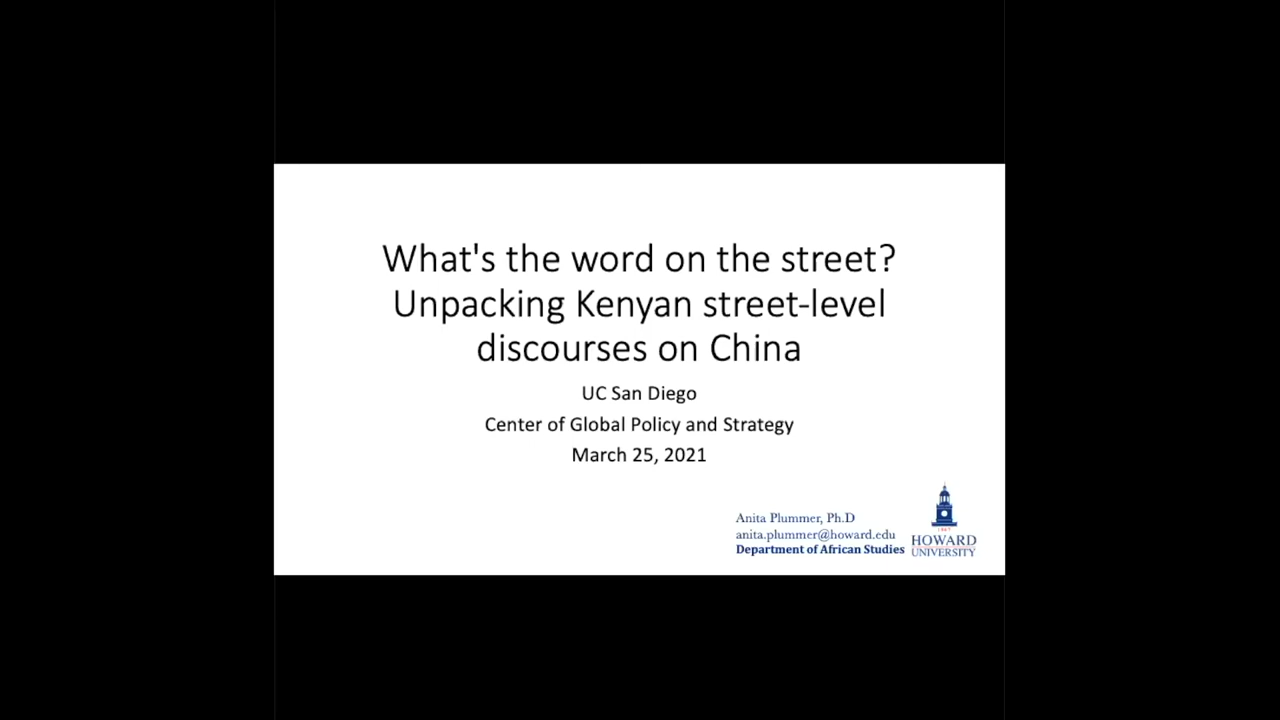 What's the word on the street?
Unpacking Kenyan street-level
discourses on China
UC San Diego
Center of Global Policy and Strategy
March 25, 2021
Anita Plummer, Ph.D
anita.plummer@howard.edu
Department of African Studies
HOWARD
UNIVERSITY